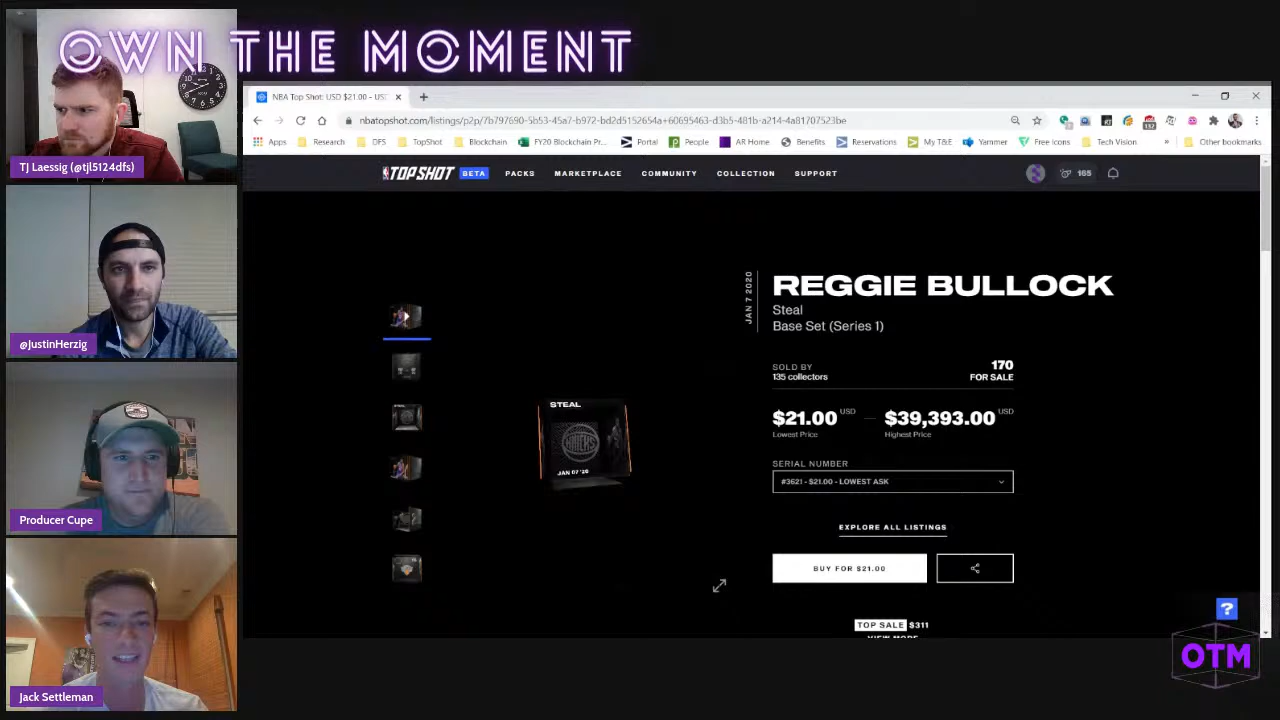 OWN THE MOMENT
TJ Laessig (@tjl5124dfs)
@JustinHerzig
Producer Cupe
Jack Settleman
NBA Top Shot: USD $21.00 - US
nbatopshot.com/listings/p2p/7b797690-5b53-45a7-b972-bd2d5152654a+60695463-d3b5-481b-a214-4a81707523be
Apps Research DFS TopShot Blockchain FY20 Blockchain Pr... Portal People AR Home Benefits Reservations My T&E Yammer Free Icons Tech Vision » Other bookmarks
TOP SHOT BETA PACKS MARKETPLACE COMMUNITY COLLECTION SUPPORT 165
JAN 7 2020
REGGIE BULLOCK
Steal
Base Set (Series 1)
SOLD BY
135 collectors
170
FOR SALE
$21.00 USD — $39,393.00 USD
Lowest Price Highest Price
SERIAL NUMBER
#3621 - $21.00 - LOWEST ASK
EXPLORE ALL LISTINGS
BUY FOR $21.00
TOP SALE $311
VIEW MORE
STEAL
KNICKS
JAN 07 '20
?
OTM